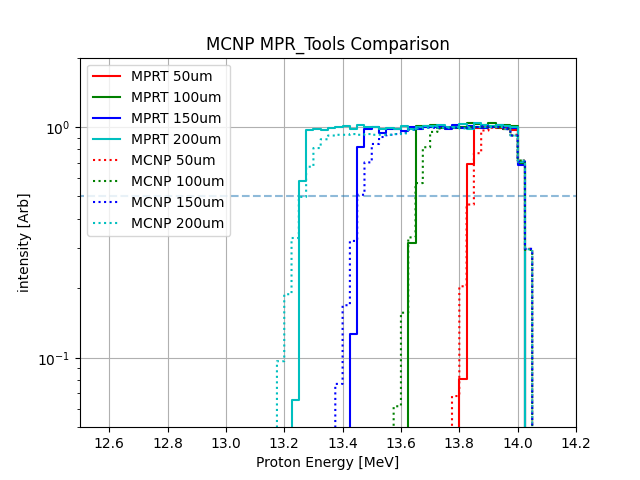 MCNP MPR_Tools Comparison
MPRT 50um
MPRT 100um
MPRT 150um
MPRT 200um
MCNP 50um
MCNP 100um
MCNP 150um
MCNP 200um
intensity [Arb]
10⁰
10⁻¹
12.6 12.8 13.0 13.2 13.4 13.6 13.8 14.0 14.2
Proton Energy [MeV]